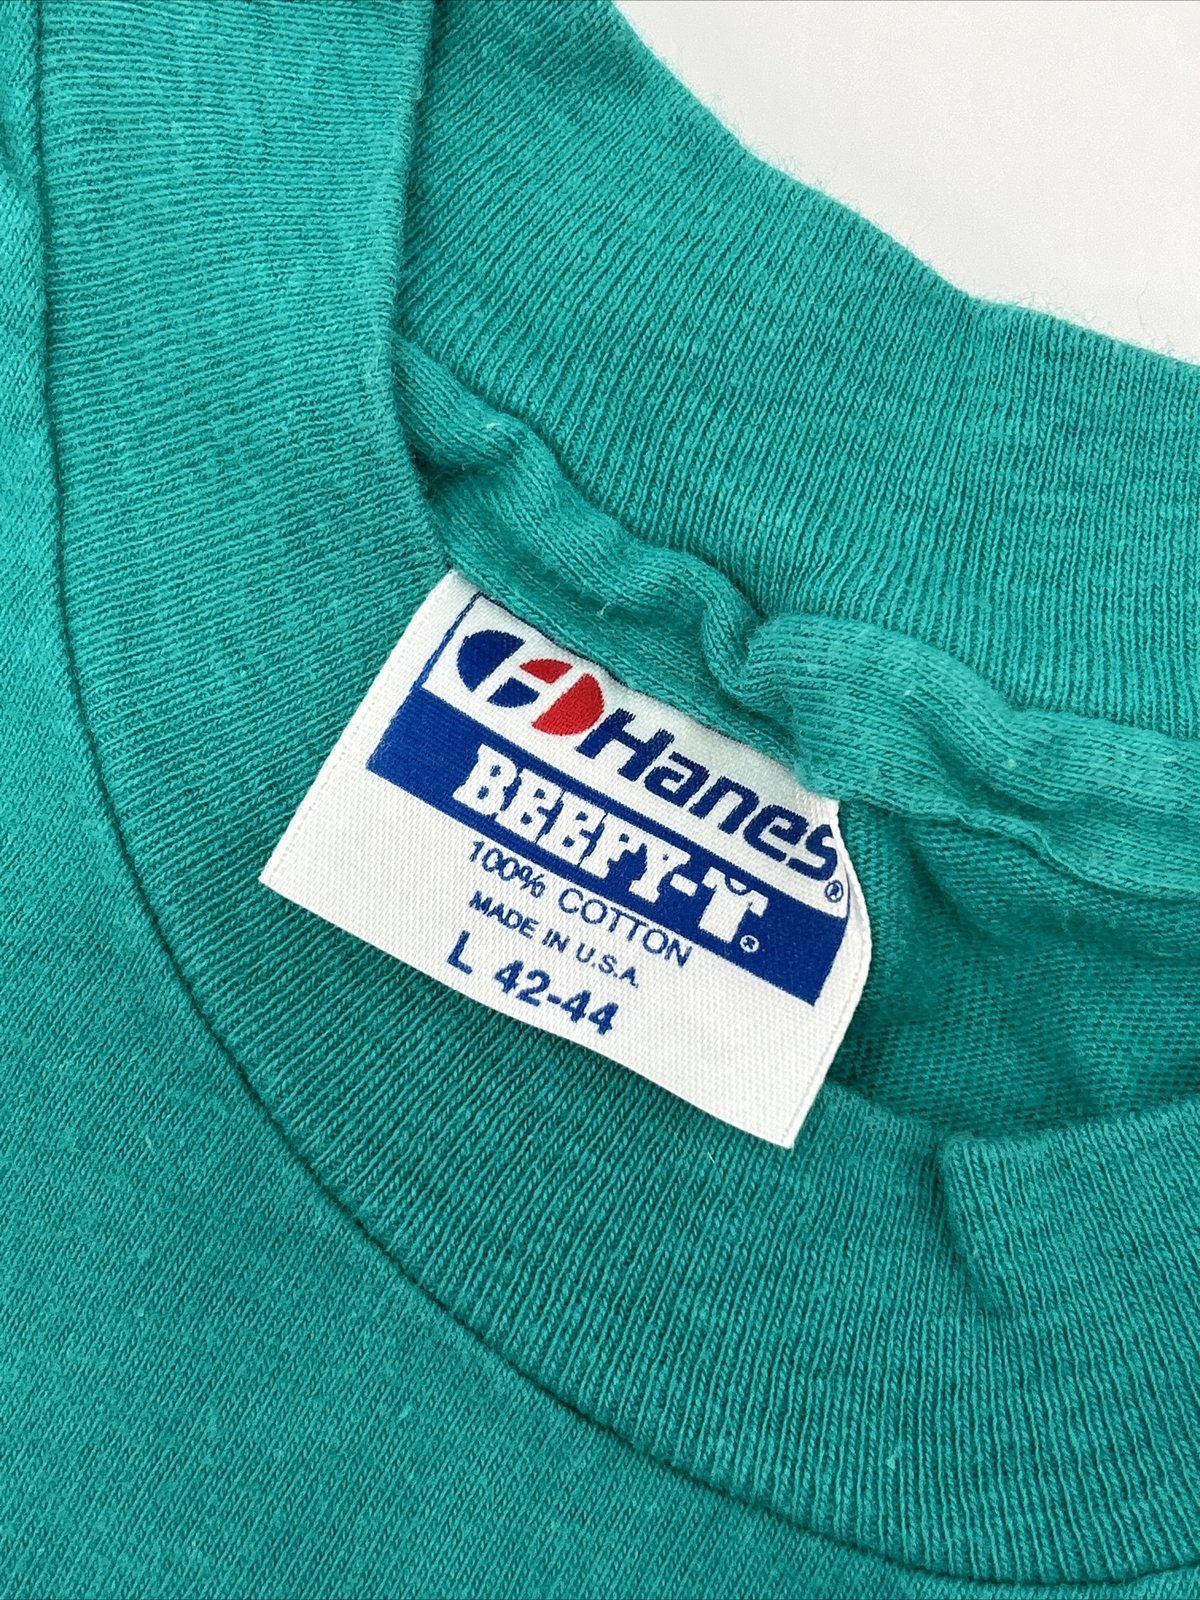 Hanes®
BEEFY-T®
100% COTTON
MADE IN U.S.A.
L 42-44